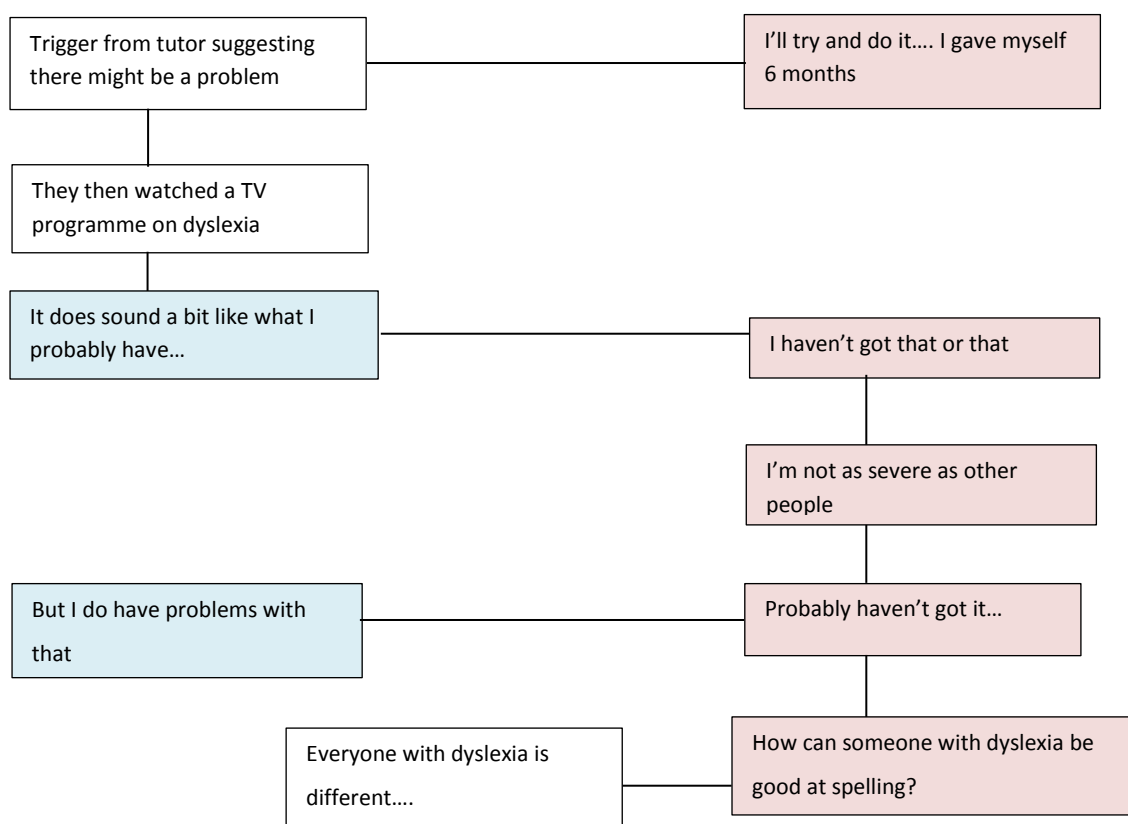 Trigger from tutor suggesting
there might be a problem
I’ll try and do it…. I gave myself
6 months
They then watched a TV
programme on dyslexia
It does sound a bit like what I
probably have…
I haven’t got that or that
I’m not as severe as other
people
But I do have problems with
that
Probably haven’t got it…
Everyone with dyslexia is
different….
How can someone with dyslexia be
good at spelling?